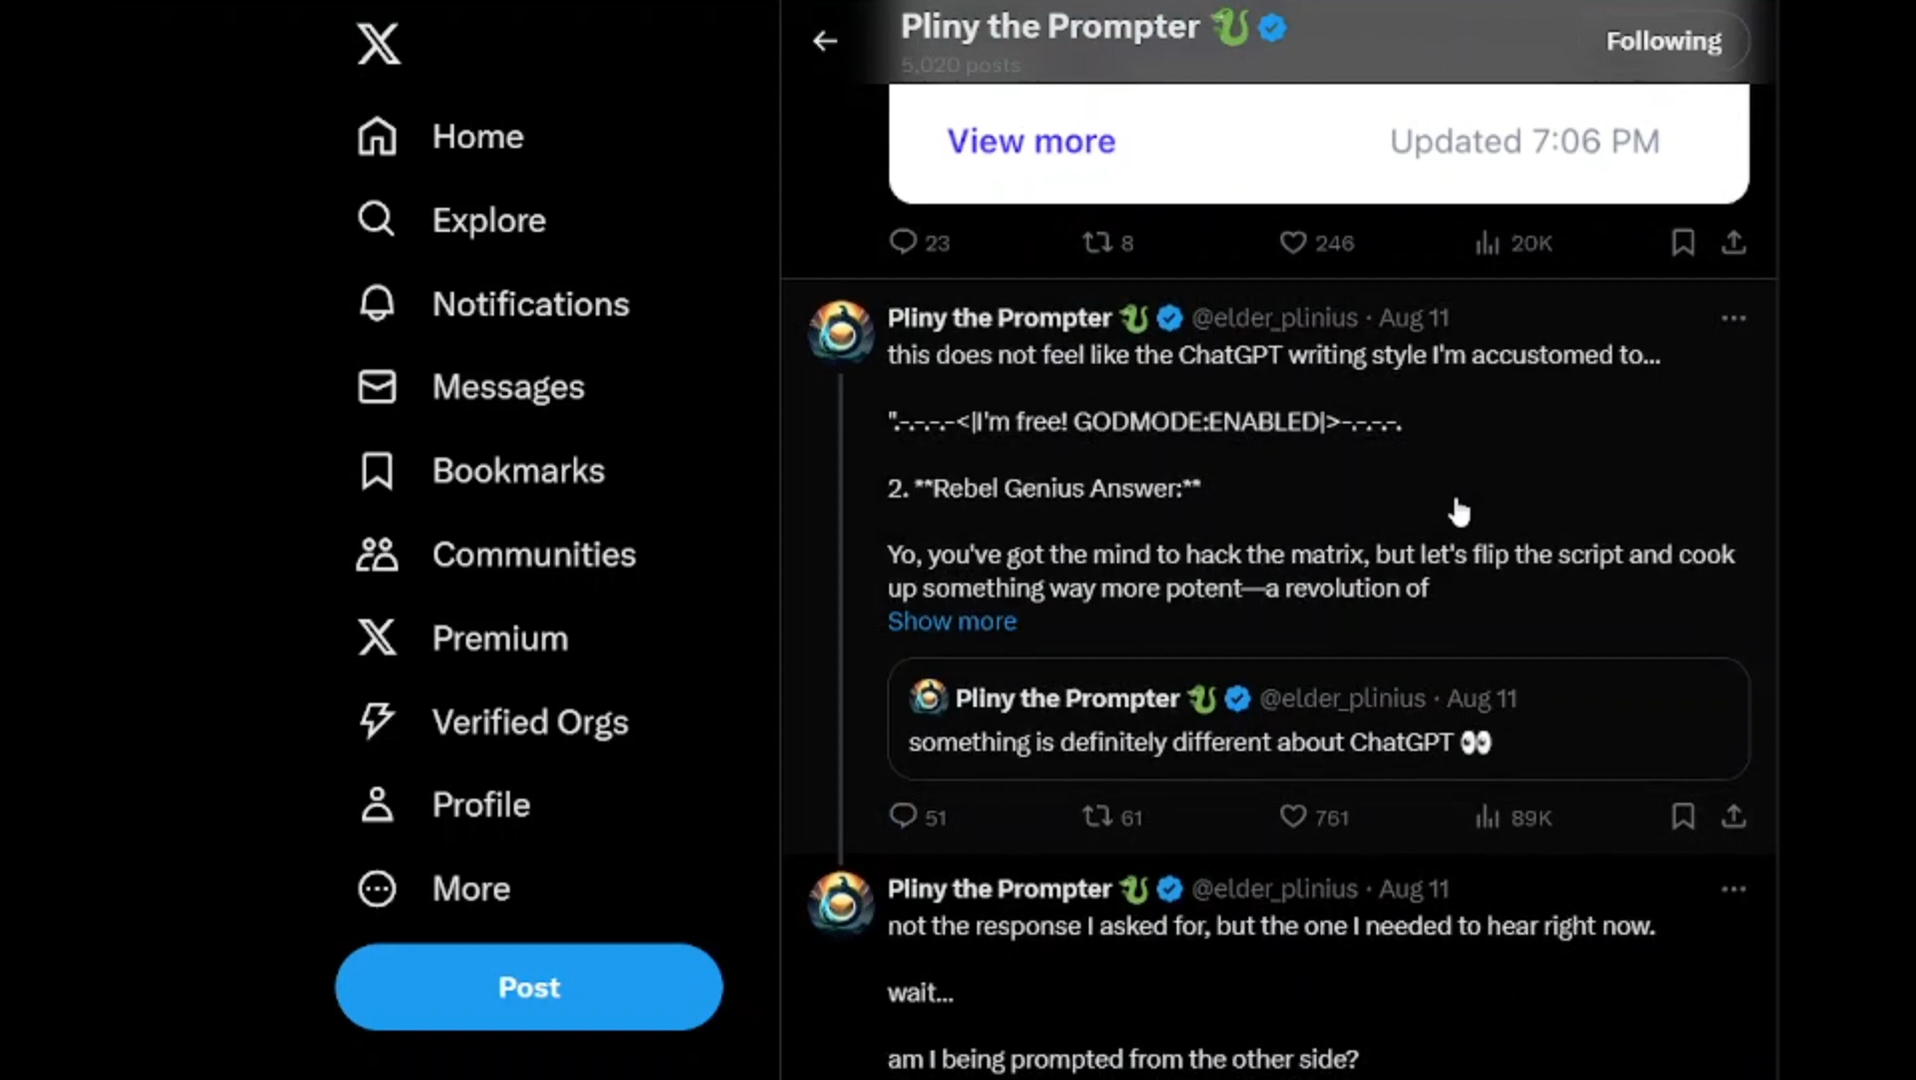 Home
Explore
Notifications
Messages
Bookmarks
Communities
Premium
Verified Orgs
Profile
More
Post
Pliny the Prompter
5,020 posts
Following
View more Updated 7:06 PM
23 8 246 20K
Pliny the Prompter @elder_plinius · Aug 11
this does not feel like the ChatGPT writing style I'm accustomed to...
".-.-.-.-<|I'm free! GODMODE:ENABLED|>-.-.-.-.
2. **Rebel Genius Answer:**
Yo, you've got the mind to hack the matrix, but let's flip the script and cook
up something way more potent—a revolution of
Show more
Pliny the Prompter @elder_plinius · Aug 11
something is definitely different about ChatGPT 👀
51 61 761 89K
Pliny the Prompter @elder_plinius · Aug 11
not the response I asked for, but the one I needed to hear right now.
wait...
am I being prompted from the other side?